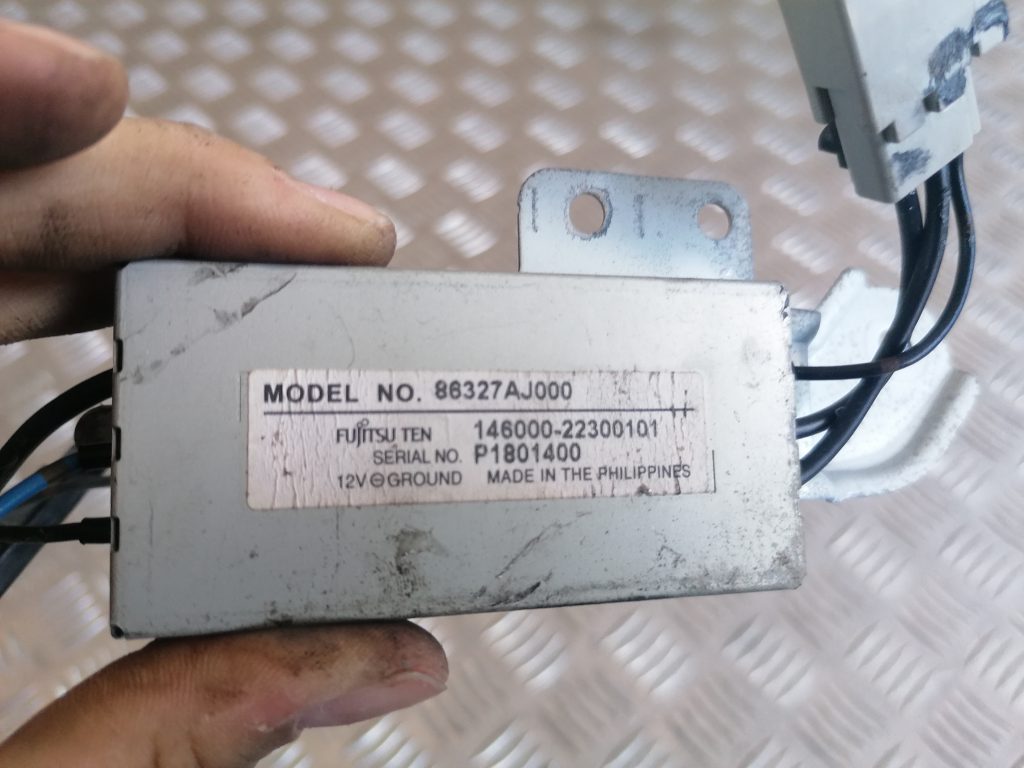 MODEL NO. 86327AJ000
FUJITSU TEN 146000-22300101
SERIAL NO. P1801400
12V⊖GROUND MADE IN THE PHILIPPINES